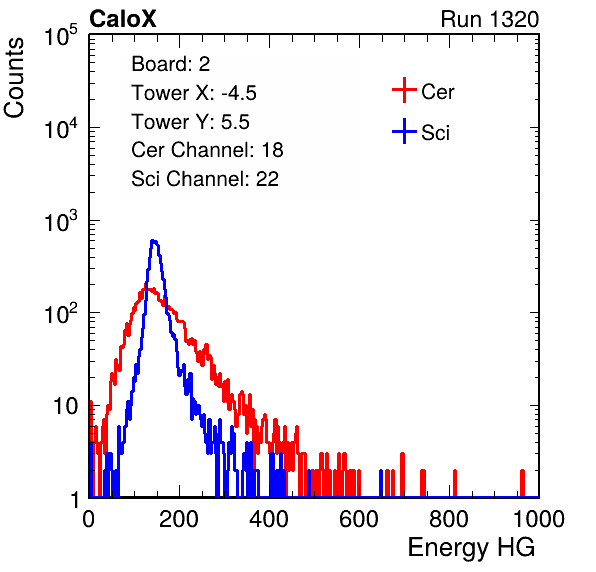 CaloX Run 1320
Counts
10^5
10^4
10^3
10^2
10
1
Board: 2
Tower X: -4.5
Tower Y: 5.5
Cer Channel: 18
Sci Channel: 22
Cer
Sci
0 200 400 600 800 1000
Energy HG